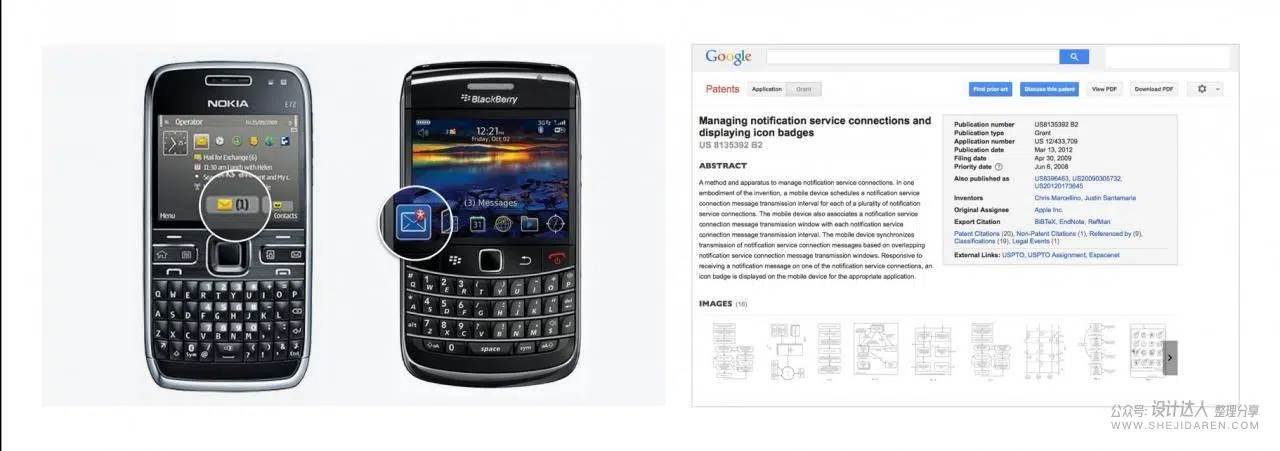 NOKIA
E72
Operator
Fri 25/09/2009
Mail for Exchange (6)
11:30 am Lunch with Helen
(1)
Menu
Contacts
BlackBerry
12:21
Friday, Oct 02
3G
(3) Messages
31
Q W E R T Y U I O P
A S D F G H J K L
Z X C V B N M
Sym
Ctrl
Q W E R T Y U I O P
A S D F G H J K L
alt Z X C V B N M
0 space sym
Google
Patents
Application
Grant
Find prior art
Discuss this patent
View PDF
Download PDF
Managing notification service connections and
displaying icon badges
US 8135392 B2
ABSTRACT
A method and apparatus to manage notification service connections. In one
embodiment of the invention, a mobile device schedules a notification service
connection message transmission interval for each of a plurality of notification
service connections. The mobile device also associates a notification service
connection message transmission window with each notification service
connection message transmission interval. The mobile device synchronizes
transmission of notification service connection messages based on overlapping
notification service connection message transmission windows. Responsive to
receiving a notification message on one of the notification service connections, an
icon badge is displayed on the mobile device for the appropriate application.
Publication number US8135392 B2
Publication type Grant
Application number US 12/433,709
Publication date Mar 13, 2012
Filing date Apr 30, 2009
Priority date ? Jun 6, 2008
Also published as US8396463, US20090305732,
US20120173645
Inventors Chris Marcellino, Justin Santamaria
Original Assignee Apple Inc.
Export Citation BiBTeX, EndNote, RefMan
Patent Citations (20), Non-Patent Citations (1), Referenced by (9),
Classifications (19), Legal Events (1)
External Links: USPTO, USPTO Assignment, Espacenet
IMAGES (16)
公众号: 设计达人 整理分享
WWW.SHEJIDAREN.COM